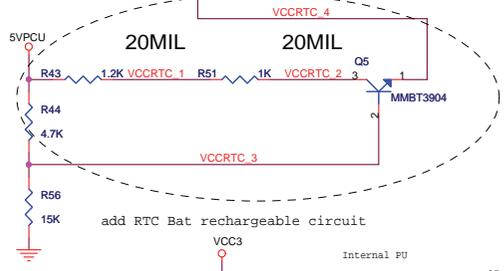 VCCRTC_4
5VPCU
20MIL 20MIL
Q5
R43 1.2K VCCRTC_1 R51 1K VCCRTC_2 3 1
MMBT3904
R44
4.7K
2
VCCRTC_3
R56
15K
add RTC Bat rechargeable circuit
VCC3
Internal PU